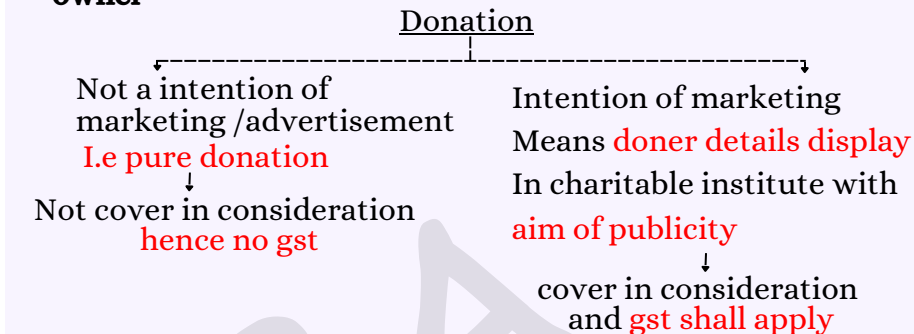 owner
Donation
Not a intention of
marketing /advertisement
I.e pure donation
Not cover in consideration
hence no gst
Intention of marketing
Means doner details display
In charitable institute with
aim of publicity
cover in consideration
and gst shall apply